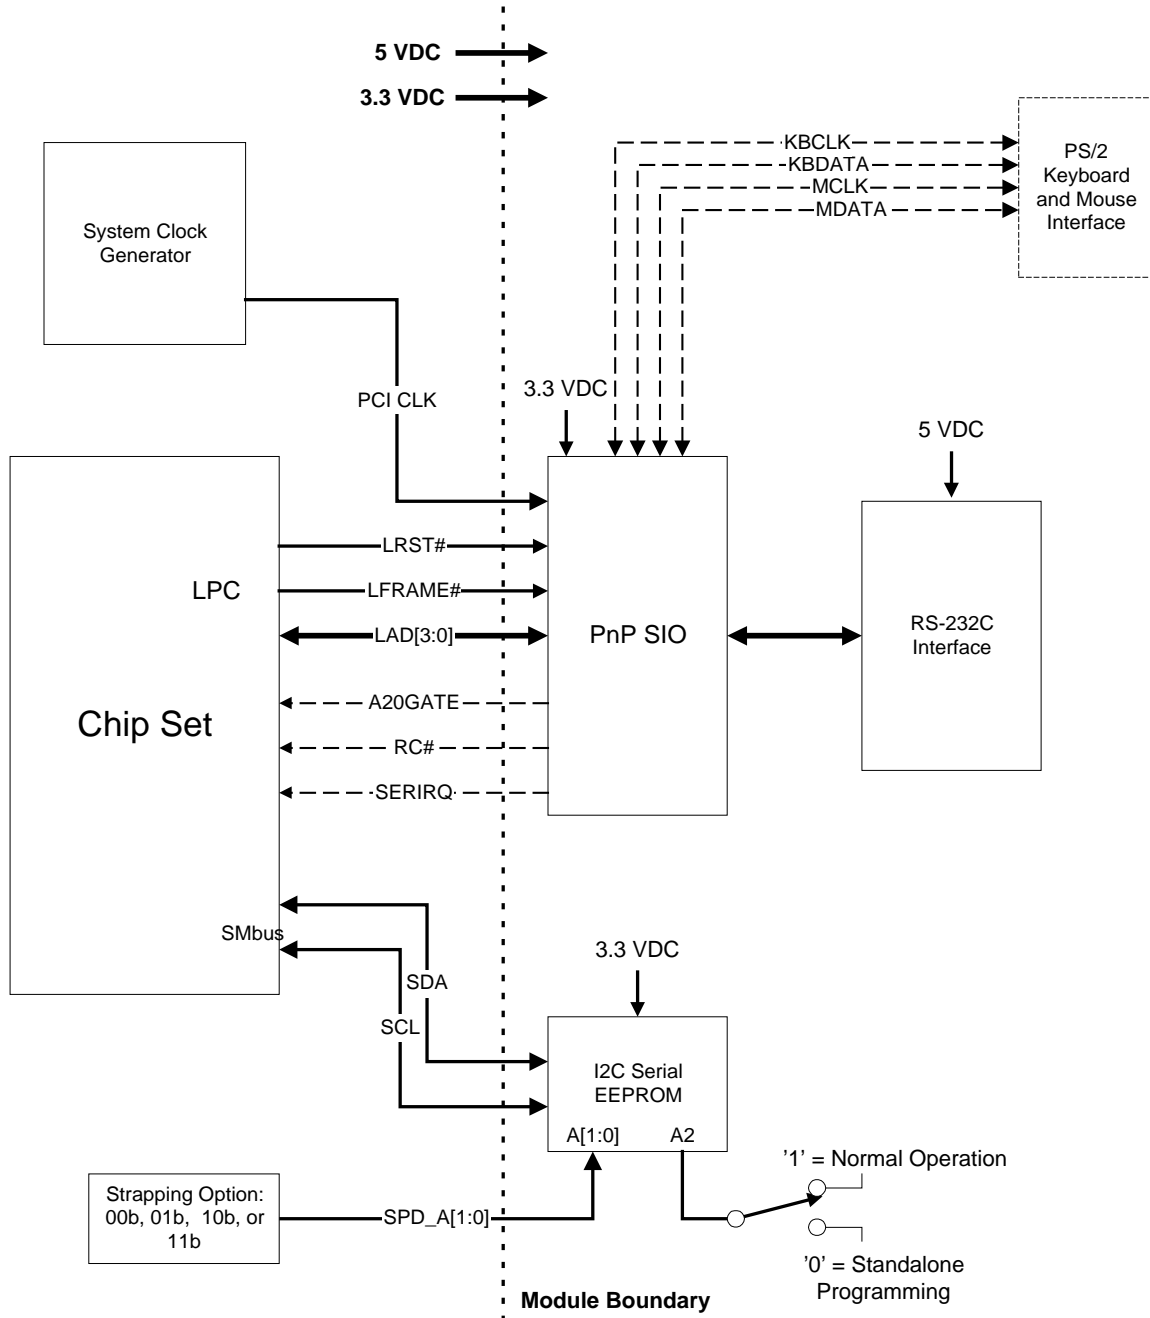 5 VDC
3.3 VDC
KBCLK
KBDATA
MCLK
MDATA
PS/2
Keyboard
and Mouse
Interface
System Clock
Generator
PCI CLK
3.3 VDC
5 VDC
LRST#
LPC
LFRAME#
LAD[3:0]
PnP SIO
RS-232C
Interface
Chip Set
A20GATE
RC#
SERIRQ
SMbus
SDA
SCL
3.3 VDC
I2C Serial
EEPROM
A[1:0]
A2
Strapping Option:
00b, 01b, 10b, or
11b
SPD_A[1:0]
’1’ = Normal Operation
’0’ = Standalone
Programming
Module Boundary